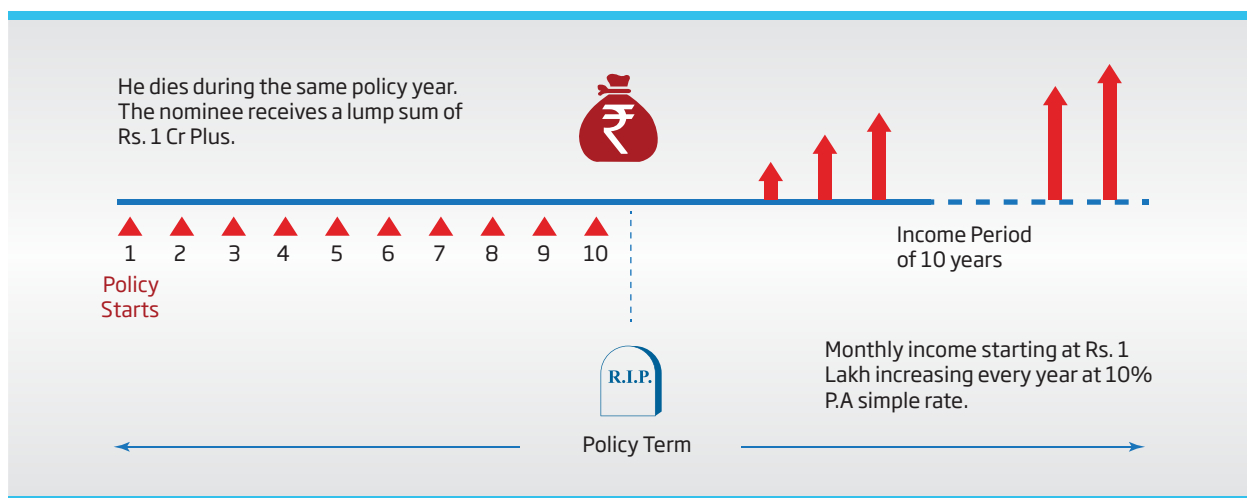 He dies during the same policy year.
The nominee receives a lump sum of
Rs. 1 Cr Plus.
₹
1 2 3 4 5 6 7 8 9 10
Policy
Starts
Income Period
of 10 years
R.I.P.
Monthly income starting at Rs. 1
Lakh increasing every year at 10%
P.A simple rate.
Policy Term